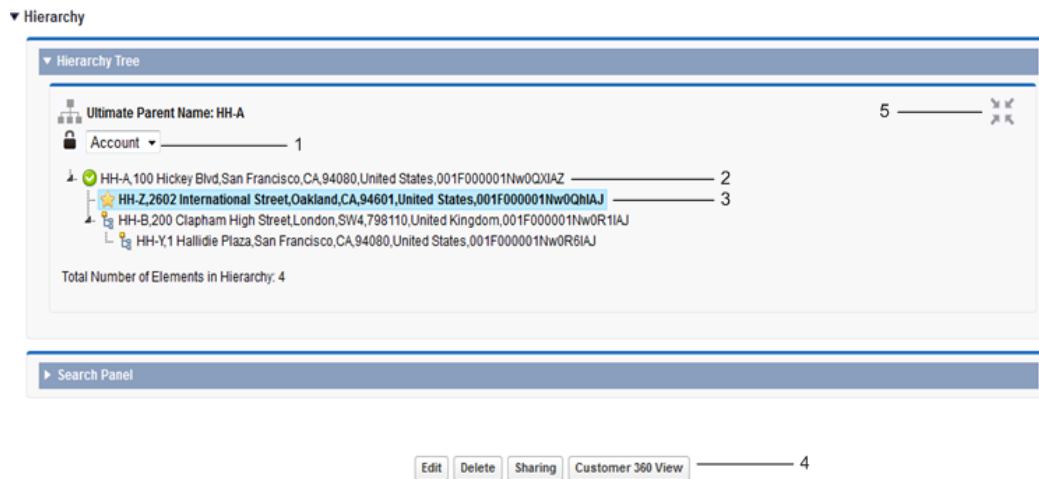 Hierarchy
Hierarchy Tree
Ultimate Parent Name: HH-A
5
Account
1
HH-A,100 Hickey Blvd,San Francisco,CA,94080,United States,001F000001Nw0QXIAZ
2
HH-Z,2602 International Street,Oakland,CA,94601,United States,001F000001Nw0QhIAJ
3
HH-B,200 Clapham High Street,London,SW4,798110,United Kingdom,001F000001Nw0R1IAJ
HH-Y,1 Hallidie Plaza,San Francisco,CA,94080,United States,001F000001Nw0R6IAJ
Total Number of Elements in Hierarchy: 4
Search Panel
Edit Delete Sharing Customer 360 View
4